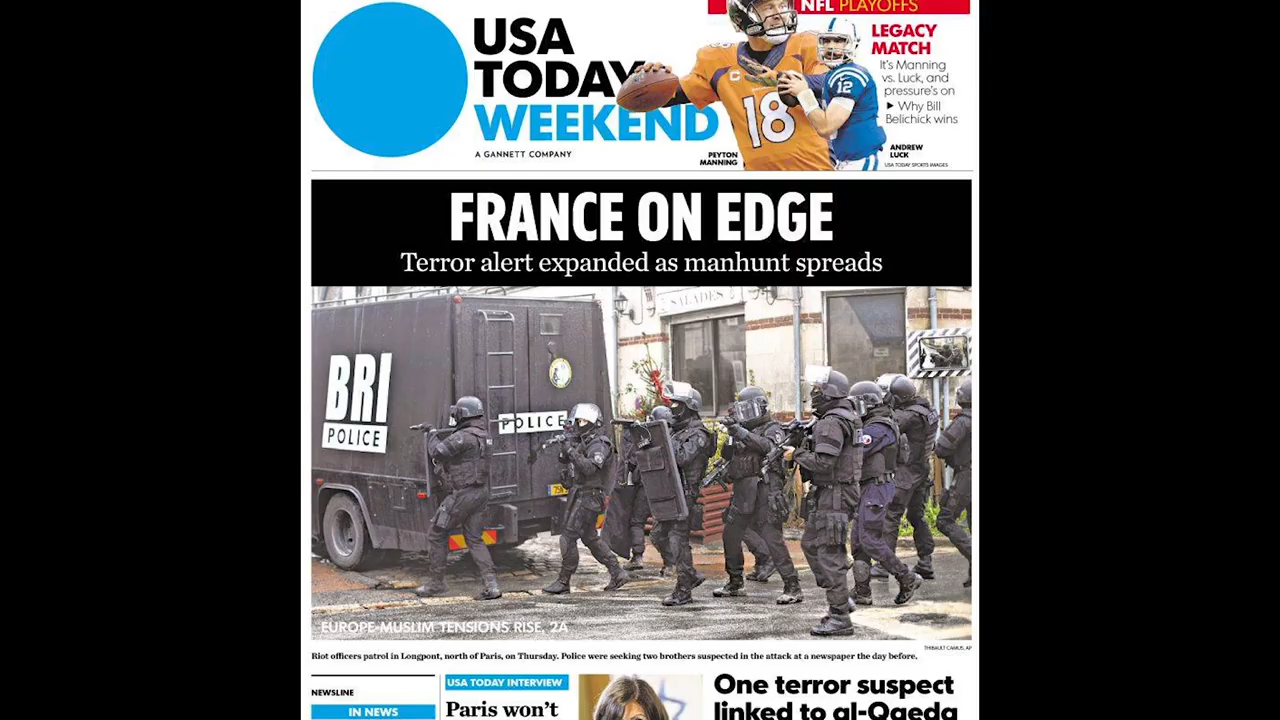 NFL PLAYOFFS
USA
TODAY
WEEKEND
A GANNETT COMPANY
LEGACY
MATCH
It's Manning
vs. Luck, and
pressure's on
▶ Why Bill
Belichick wins
18
12
C
PEYTON
MANNING
ANDREW
LUCK
USA TODAY SPORTS IMAGES
FRANCE ON EDGE
Terror alert expanded as manhunt spreads
SALADES
BRI
POLICE
POLICE
EUROPE-MUSLIM TENSIONS RISE, 2A
THIBAULT CAMUS, AP
Riot officers patrol in Longpont, north of Paris, on Thursday. Police were seeking two brothers suspected in the attack at a newspaper the day before.
NEWSLINE
IN NEWS
USA TODAY INTERVIEW
Paris won't
One terror suspect
linked to al-Qaeda